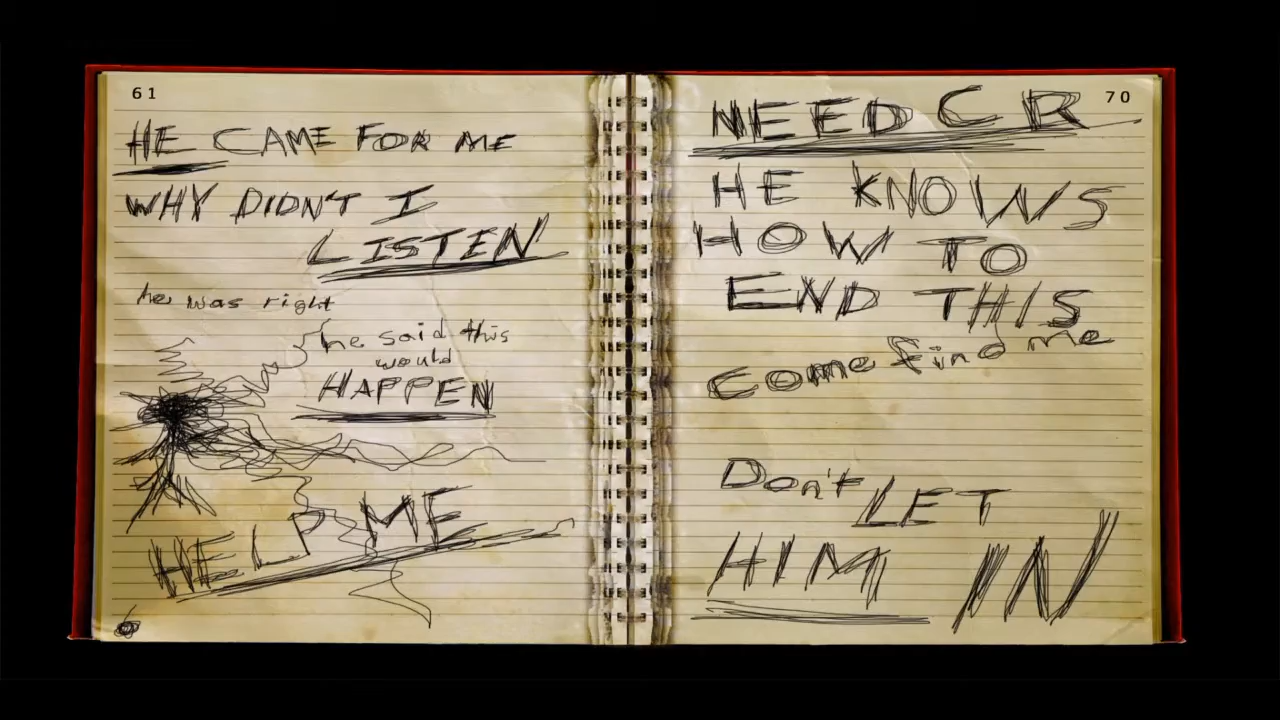 61
HE CAME FOR ME
WHY DIDN'T I
LISTEN
he was right
he said this
would
HAPPEN
HELP ME
70
NEED CR
HE KNOWS
HOW TO
END THIS
come find me
Don't LET
HIM IN